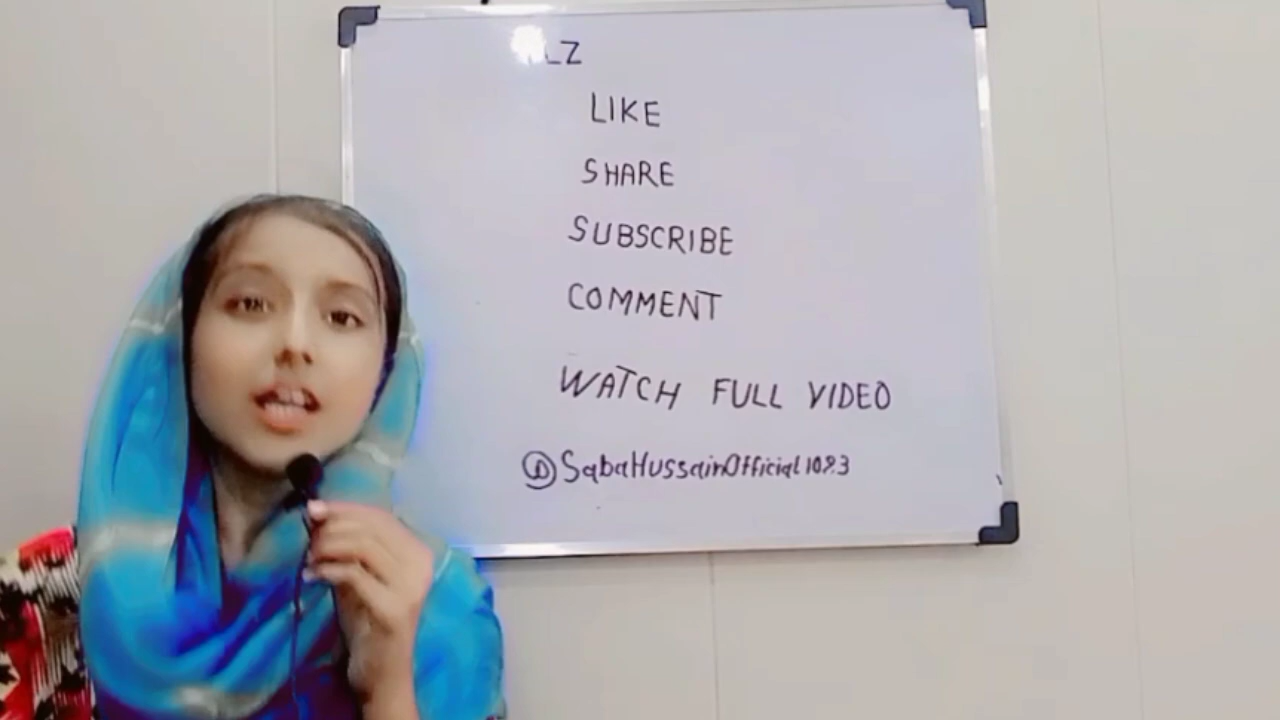 LIKE
SHARE
SUBSCRIBE
COMMENT
WATCH FULL VIDEO
@SabaHussainOfficial1083